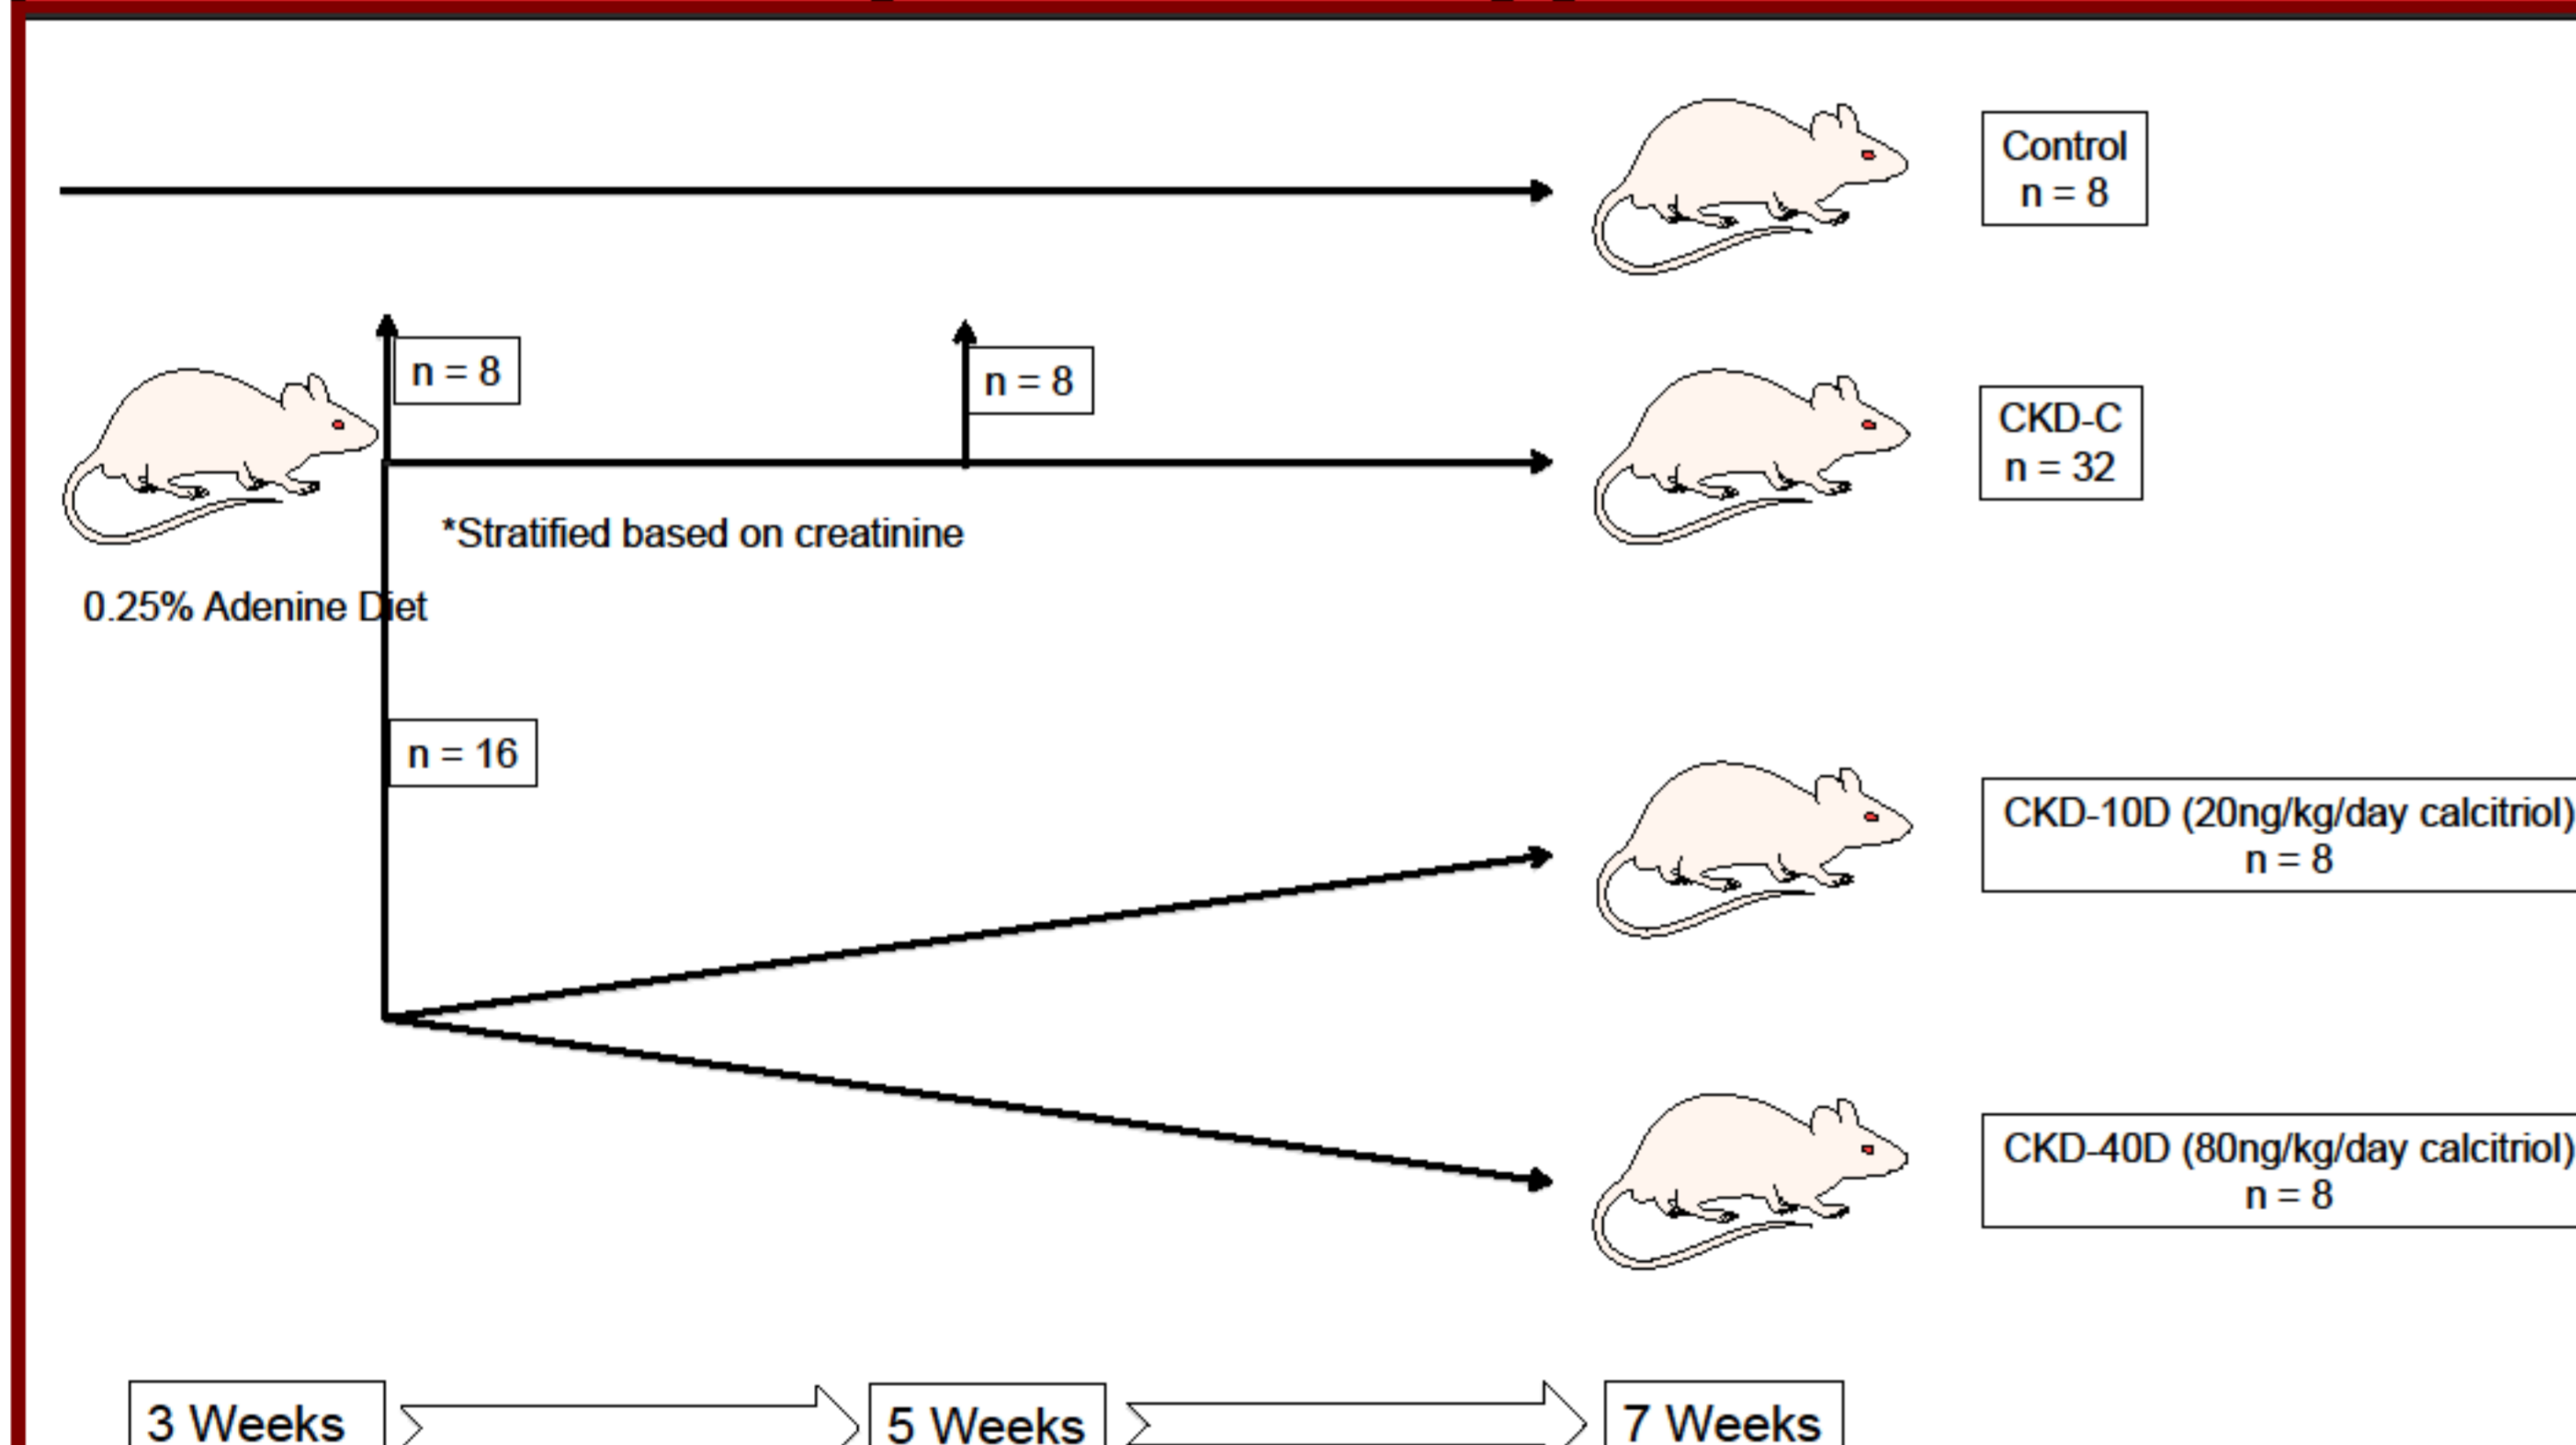 Control
n = 8
n = 8
n = 8
CKD-C
n = 32
*Stratified based on creatinine
0.25% Adenine Diet
n = 16
CKD-10D (20ng/kg/day calcitriol)
n = 8
CKD-40D (80ng/kg/day calcitriol)
n = 8
3 Weeks
5 Weeks
7 Weeks